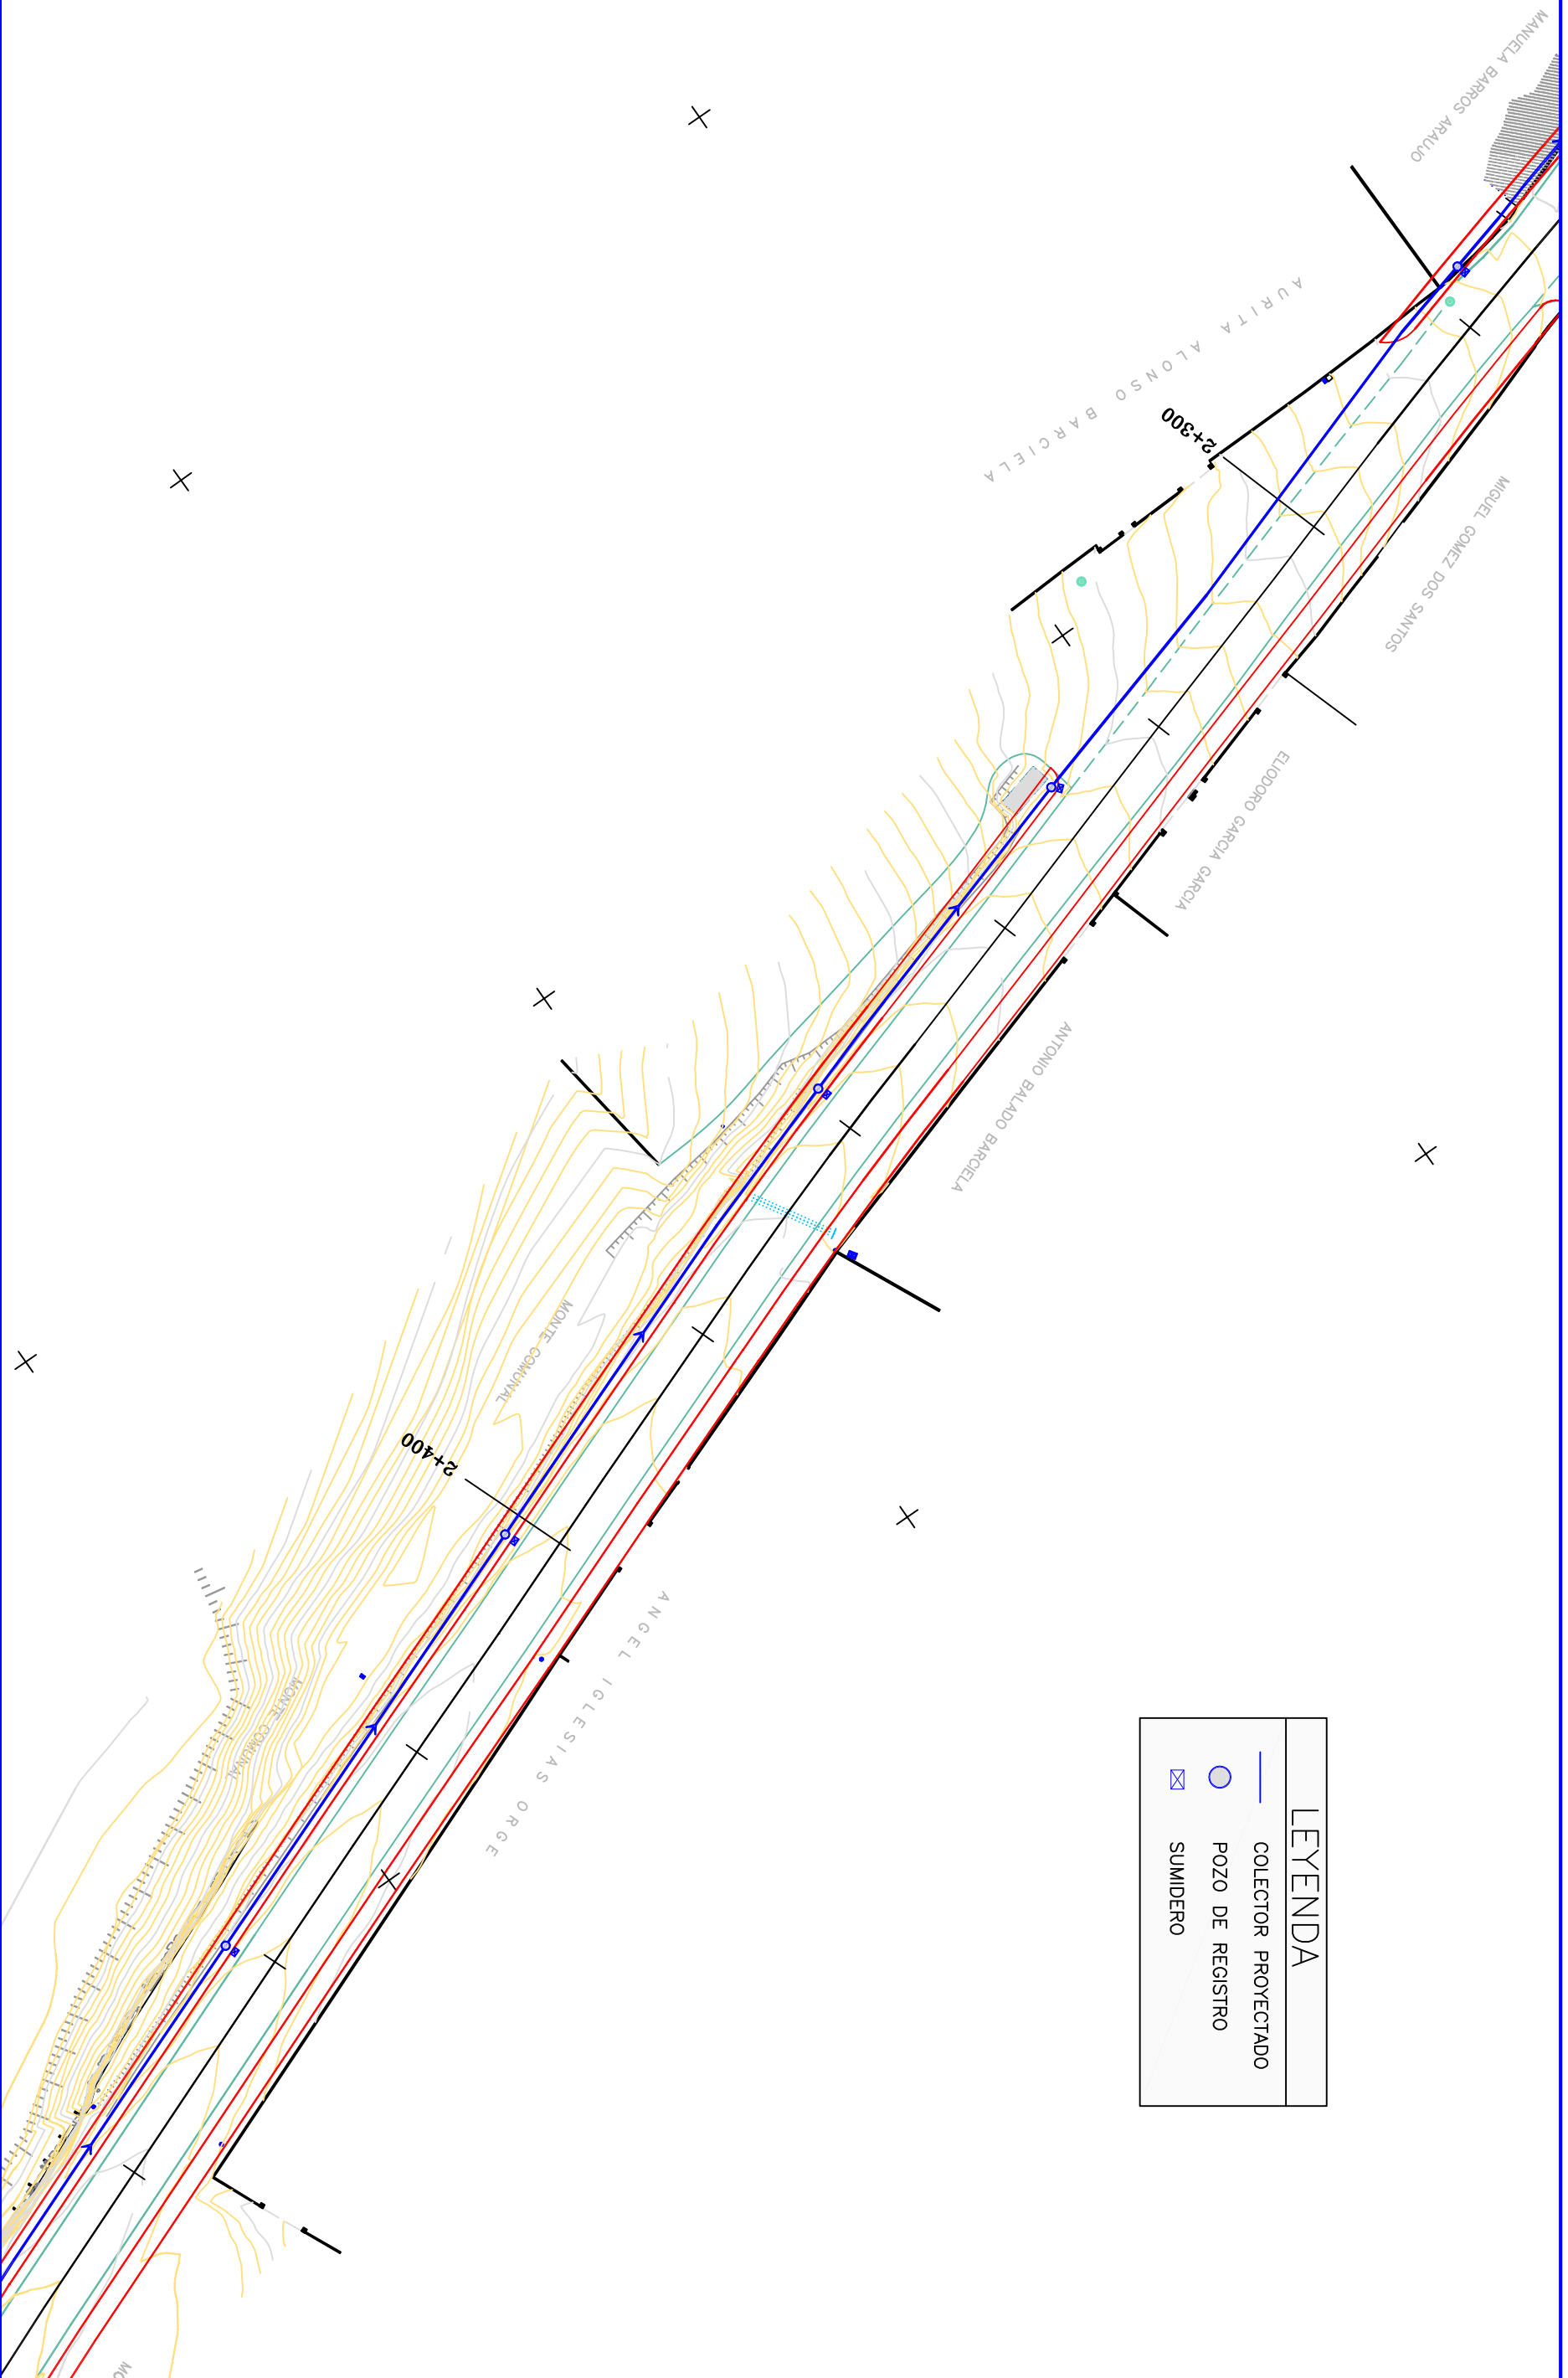 MANUELA BARROS ARAUJO
AURITA ALONSO BARCIELA
2+300
MIGUEL GOMEZ DOS SANTOS
ELIODORO GARCIA GARCIA
ANTONIO BALADO BARCIELA
MONTE COMUNAL
2+400
ANGEL IGLESIAS ORGE
MONTE COMUNAL
LEYENDA
COLECTOR PROYECTADO
POZO DE REGISTRO
SUMIDERO
MO